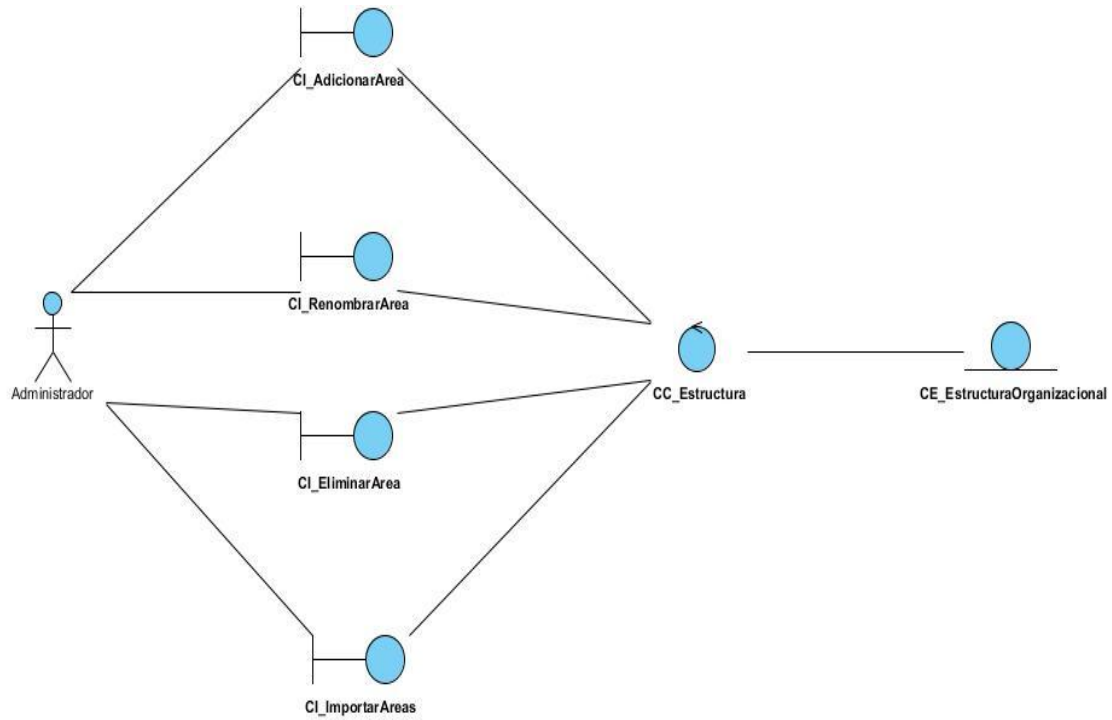 CI_AdicionarArea
CI_RenombrarArea
Administrador
CC_Estructura
CE_EstructuraOrganizacional
CI_EliminarArea
CI_ImportarAreas